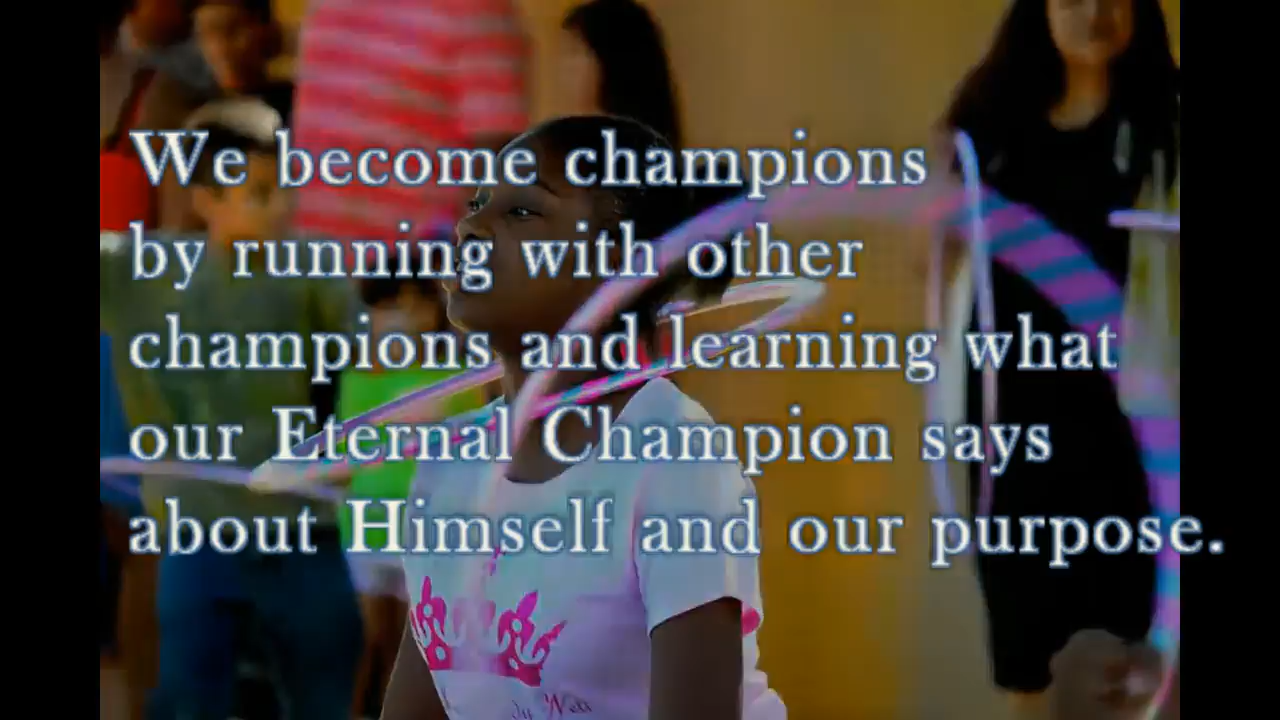 We become champions
by running with other
champions and learning what
our Eternal Champion says
about Himself and our purpose.